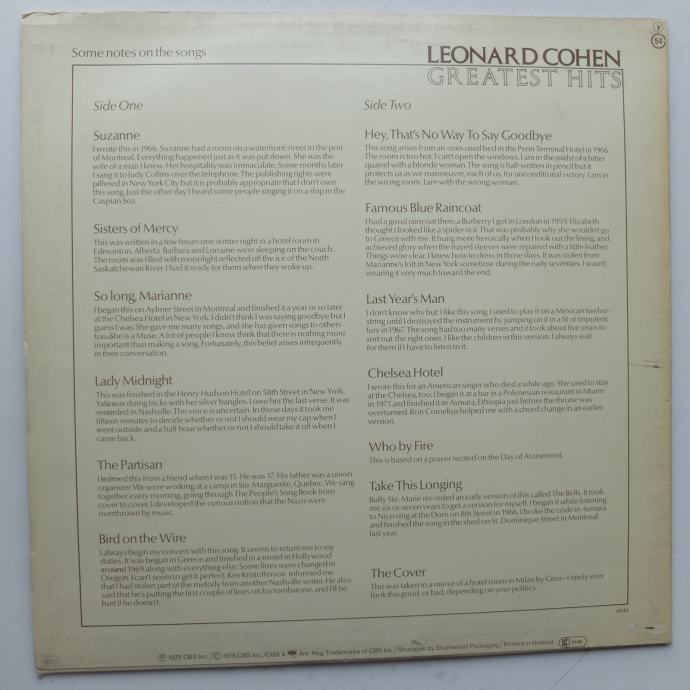 Some notes on the songs
LEONARD COHEN
GREATEST HITS
Y
54
Side One
Suzanne
I wrote this in 1966. Suzanne had a room on a waterfront street in the port
of Montreal. Everything happened just as it was put down. She was the
wife of a man I knew. Her hospitality was immaculate. Some months later
I sang it to Judy Collins over the telephone. The publishing rights were
pilfered in New York City but it is probably appropriate that I don't own
this song. Just the other day I heard some people singing it on a ship in the
Caspian Sea.
Sisters of Mercy
This was written in a few hours one winter night in a hotel room in
Edmonton, Alberta. Barbara and Lorraine were sleeping on the couch.
The room was filled with moonlight reflected off the ice of the North
Saskatchewan River. I had it ready for them when they woke up.
So long, Marianne
I began this on Aylmer Street in Montreal and finished it a year or so later
at the Chelsea Hotel in New York. I didn't think I was saying goodbye but I
guess I was. She gave me many songs, and she has given songs to others
too. She is a Muse. A lot of people I know think that there is nothing more
important than making a song. Fortunately, this belief arises infrequently
in their conversation.
Lady Midnight
This was finished in the Henry Hudson Hotel on 58th Street in New York.
Yafa was doing tricks with her silver bangles. I owe her the last verse. It was
recorded in Nashville. The voice is uncertain. In those days it took me
fifteen minutes to decide whether or not I should wear my cap when I
went outside and a half hour whether or not I should take it off when I
came back.
The Partisan
I learned this from a friend when I was 15. He was 17. His father was a union
organizer. We were working at a camp in Ste. Marguerite, Quebec. We sang
together every morning, going through The People's Song Book from
cover to cover. I developed the curious notion that the Nazis were
overthrown by music.
Bird on the Wire
I always begin my concert with this song. It seems to return me to my
duties. It was begun in Greece and finished in a motel in Hollywood
around 1969 along with everything else. Some lines were changed in
Oregon. I can't seem to get it perfect. Kris Kristofferson informed me
that I had stolen part of the melody from another Nashville writer. He also
said that he's putting the first couple of lines on his tombstone, and I'll be
hurt if he doesn't.
Side Two
Hey, That's No Way To Say Goodbye
This song arises from an over-used bed in the Penn Terminal Hotel in 1966.
The room is too hot. I can't open the windows. I am in the midst of a bitter
quarrel with a blonde woman. The song is half-written in pencil but it
protects us as we manoeuvre, each of us, for unconditional victory. I am in
the wrong room. I am with the wrong woman.
Famous Blue Raincoat
I had a good raincoat then, a Burberry I got in London in 1959. Elizabeth
thought I looked like a spider in it. That was probably why she wouldn't go
to Greece with me. It hung more heroically when I took out the lining, and
achieved glory when the frayed sleeves were repaired with a little leather.
Things were clear. I knew how to dress in those days. It was stolen from
Marianne's loft in New York sometime during the early seventies. I wasn't
wearing it very much toward the end.
Last Year's Man
I don't know why but I like this song. I used to play it on a Mexican twelve-
string until I destroyed the instrument by jumping on it in a fit of impotent
fury in 1967. The song had too many verses and it took about five years to
sort out the right ones. I like the children in this version. I always wait
for them if I have to listen to it.
Chelsea Hotel
I wrote this for an American singer who died a while ago. She used to stay
at the Chelsea, too. I began it at a bar in a Polynesian restaurant in Miami
in 1971 and finished it in Asmara, Ethiopia just before the throne was
overturned. Ron Cornelius helped me with a chord change in an earlier
version.
Who by Fire
This is based on a prayer recited on the Day of Atonement.
Take This Longing
Buffy Ste. Marie recorded an early version of this called The Bells. It took
me six or seven years to get a version for myself. I began it while listening
to Nico sing at the Dom on 8th Street in 1966. I broke the code in Asmara
and finished the song in the shed on St. Dominique Street in Montreal
last year.
The Cover
This was taken in a mirror of a hotel room in Milan by Gino–I rarely ever
look this good, or bad, depending on your politics.
69161
Ⓟ 1975 CBS Inc./Ⓒ 1975 CBS Inc./CBS & Are Reg. Trademarks of CBS Inc./Shorepak by Shorewood Packaging/Printed in Holland